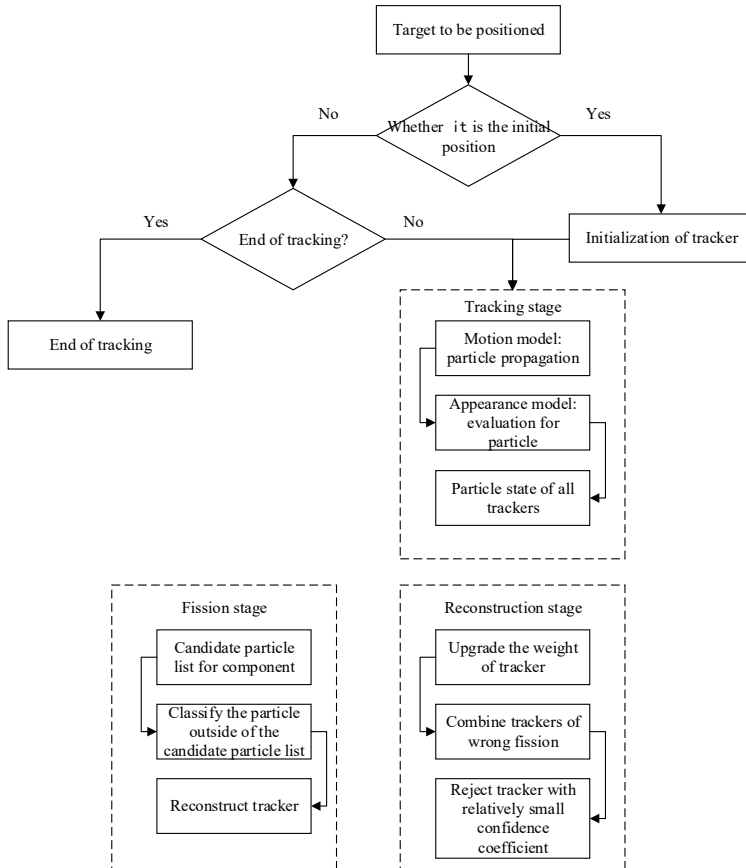 Target to be positioned
No
Yes
Whether it is the initial
position
Yes
No
End of tracking?
Initialization of tracker
End of tracking
Tracking stage
Motion model:
particle propagation
Appearance model:
evaluation for
particle
Particle state of all
trackers
Fission stage
Candidate particle
list for component
Classify the particle
outside of the
candidate particle list
Reconstruct tracker
Reconstruction stage
Upgrade the weight
of tracker
Combine trackers of
wrong fission
Reject tracker with
relatively small
confidence
coefficient